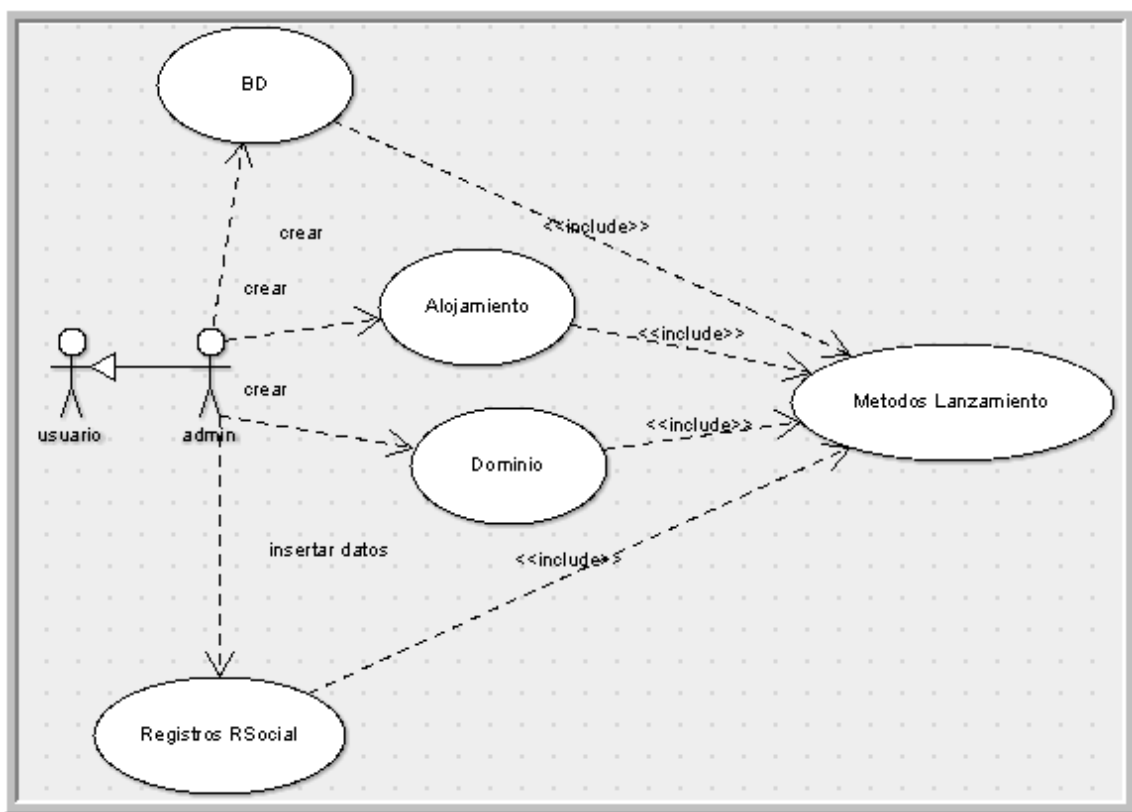 BD
<<include>>
crear
crear
Alojamiento
<<include>>
crear
Metodos Lanzamiento
usuario
admin
<<include>>
Dominio
insertar datos
<<include>>
Registros RSocial